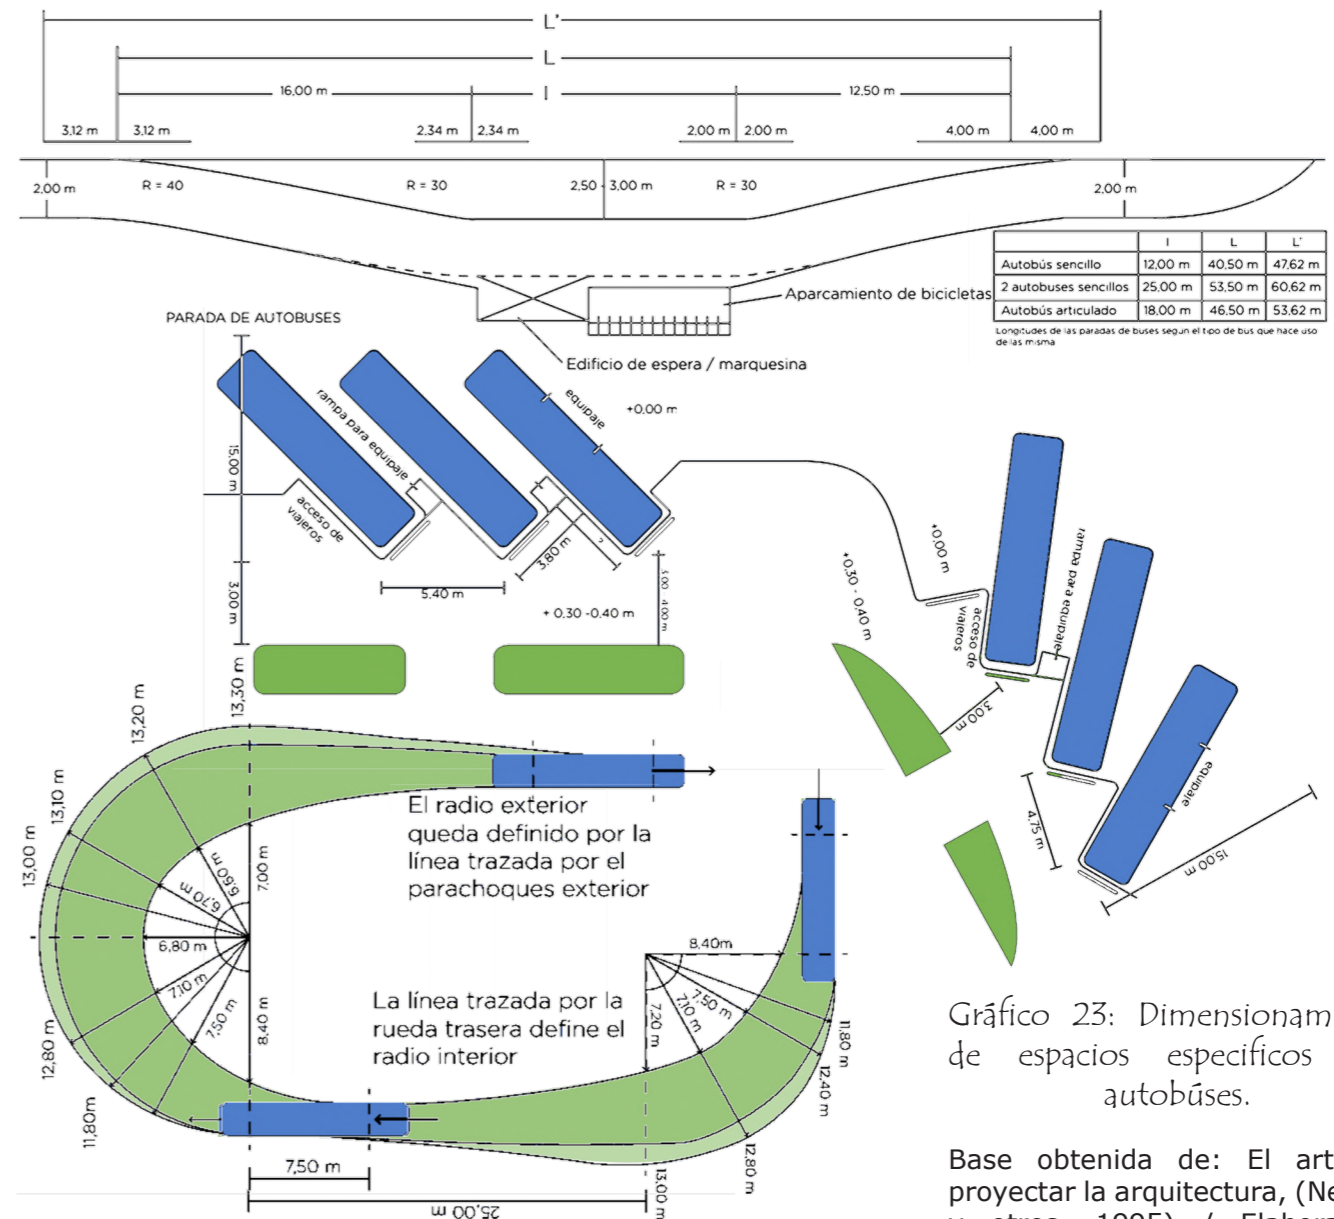 L'
L
16,00 m
I
12,50 m
3,12 m 3,12 m 2,34 m 2,34 m 2,00 m 2,00 m 4,00 m 4,00 m
2,00 m R = 40 R = 30 2,50 - 3,00 m R = 30 2,00 m
I L L'
Autobús sencillo 12,00 m 40,50 m 47,62 m
2 autobuses sencillos 25,00 m 53,50 m 60,62 m
Autobús articulado 18,00 m 46,50 m 53,62 m
Longitudes de las paradas de buses segun el tipo de bus que hace uso
de las misma
Aparcamiento de bicicletas
PARADA DE AUTOBUSES
Edificio de espera / marquesina
rampa para equipaje
equipaje
+0,00 m
15,00 m
acceso de
viajeros
3,80 m
5,40 m
3,00 m
3,00 4,00 m
+ 0,30 -0,40 m
+0,00 m
rampa para equipaje
+0,30 - 0,40 m
acceso de
viajeros
3,00 m
equipaje
4,75 m
15,00 m
13,30 m
13,20 m
13,10 m
13,00 m
El radio exterior
queda definido por la
línea trazada por el
parachoques exterior
7,00 m
6,60 m
6,70 m
6,80 m
7,10 m
7,50 m
8,40 m
12,80 m
11,80m
La línea trazada por la
rueda trasera define el
radio interior
8,40m
7,50 m
7,10 m
7,20 m
11,80 m
12,40 m
12,80 m
13,00 m
7,50 m
25,00 m
Gráfico 23: Dimensionam
de espacios especificos
autobúses.
Base obtenida de: El art
proyectar la arquitectura, (Ne